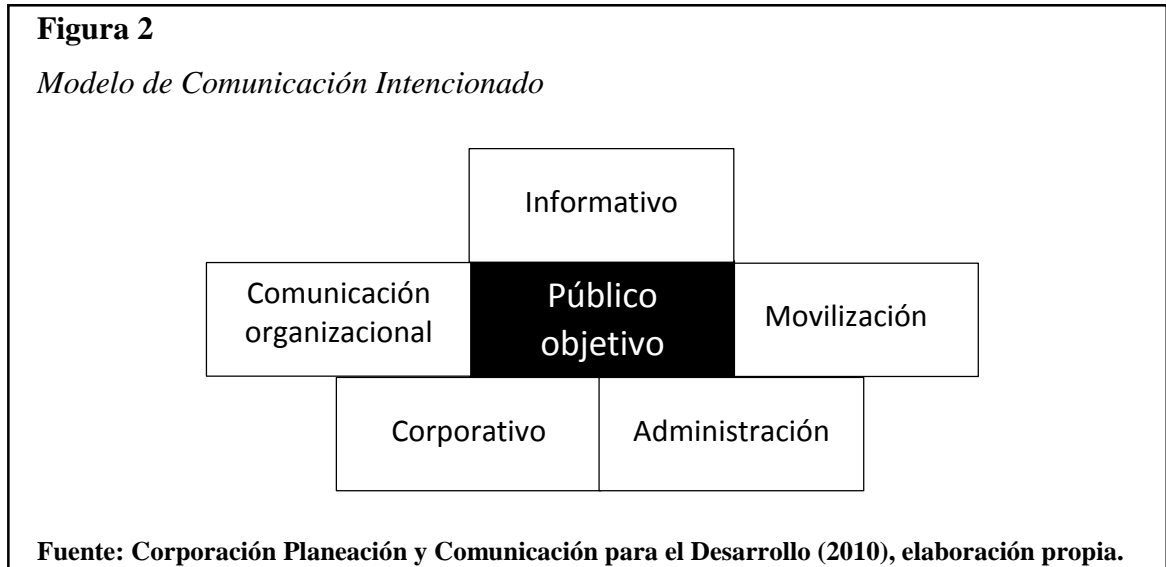 Figura 2
Modelo de Comunicación Intencionado
Informativo
Comunicación
organizacional
Público
objetivo
Movilización
Corporativo
Administración
Fuente: Corporación Planeación y Comunicación para el Desarrollo (2010), elaboración propia.